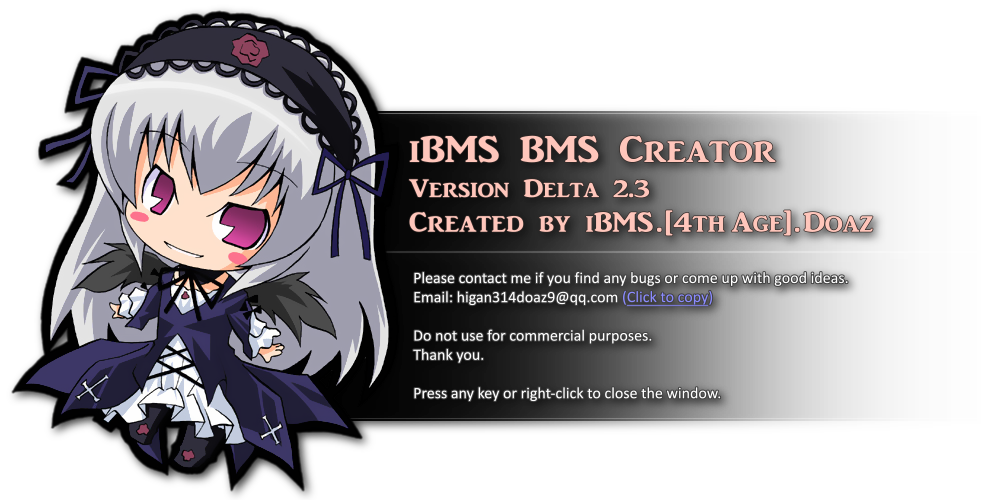 iBMS BMS Creator
Version Delta 2.3
Created by iBMS.[4th Age].Doaz
Please contact me if you find any bugs or come up with good ideas.
Email: higan314doaz9@qq.com (Click to copy)
Do not use for commercial purposes.
Thank you.
Press any key or right-click to close the window.